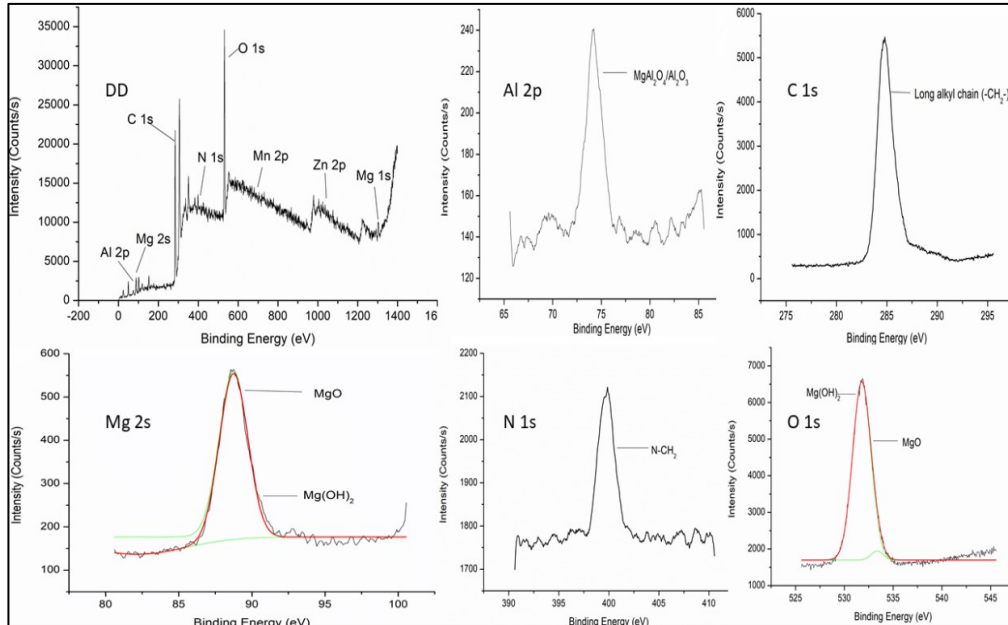 DD
O 1s
C 1s
N 1s
Mn 2p
Zn 2p
Mg 1s
Mg 2s
Al 2p
35000
30000
25000
20000
15000
10000
5000
0
Intensity (Counts/s)
0 200 400 600 800 1000 1200 1400 16
Binding Energy (eV)
Al 2p
MgAl₂O₄/Al₂O₃
260
240
220
200
180
160
140
120
Intensity (Counts/s)
65 70 75 80 85
Binding Energy (eV)
C 1s
Long alkyl chain (-CH₂-)
6000
5000
4000
3000
2000
1000
0
Intensity (Counts/s)
275 280 285 290 295
Binding Energy (eV)
Mg 2s
MgO
Mg(OH)₂
600
500
400
300
200
100
Intensity (Counts/s)
80 85 90 95 100
Binding Energy (eV)
N 1s
N-CH₂
2200
2100
2000
1900
1800
1700
Intensity (Counts/s)
390 395 400 405 410
Binding Energy (eV)
O 1s
Mg(OH)₂
MgO
7000
6000
5000
4000
3000
2000
1000
Intensity (Counts/s)
525 530 535 540 545
Binding Energy (eV)